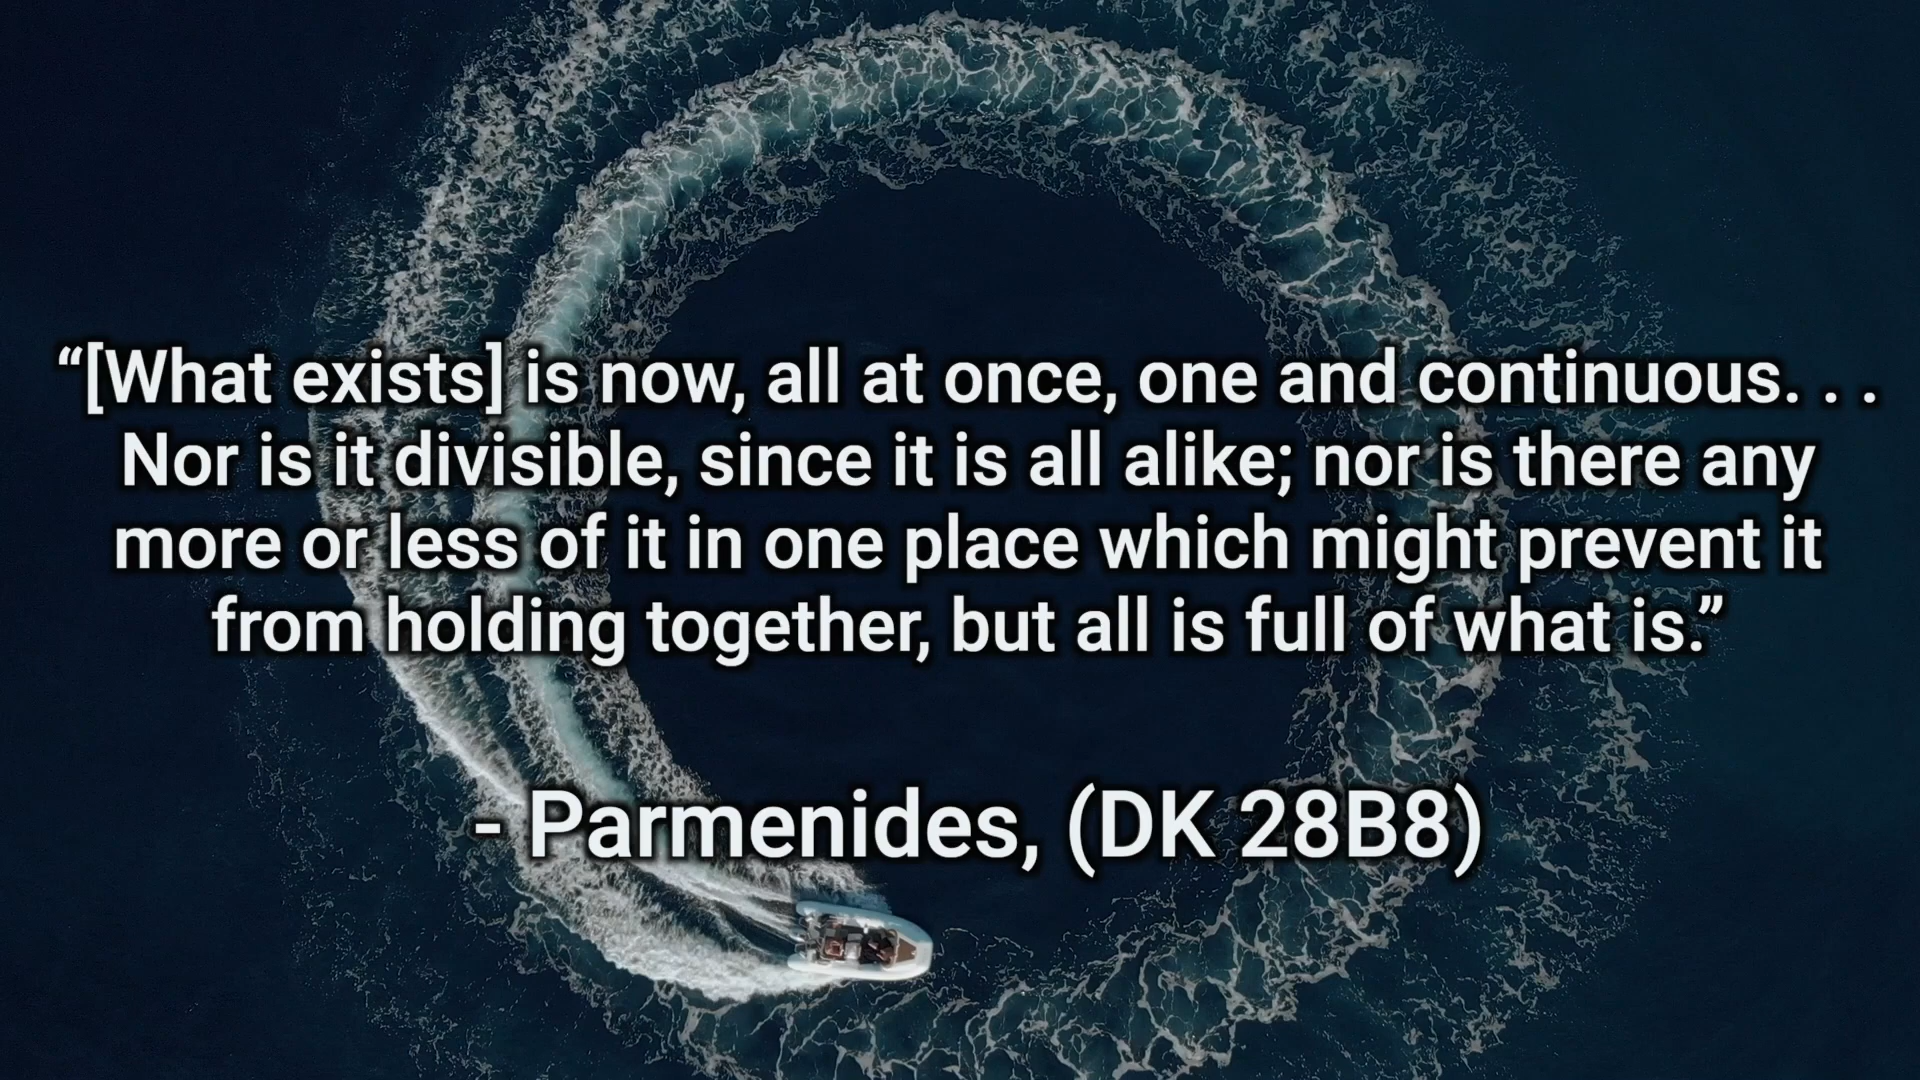 “[What exists] is now, all at once, one and continuous. . .
Nor is it divisible, since it is all alike; nor is there any
more or less of it in one place which might prevent it
from holding together, but all is full of what is.”
- Parmenides, (DK 28B8)